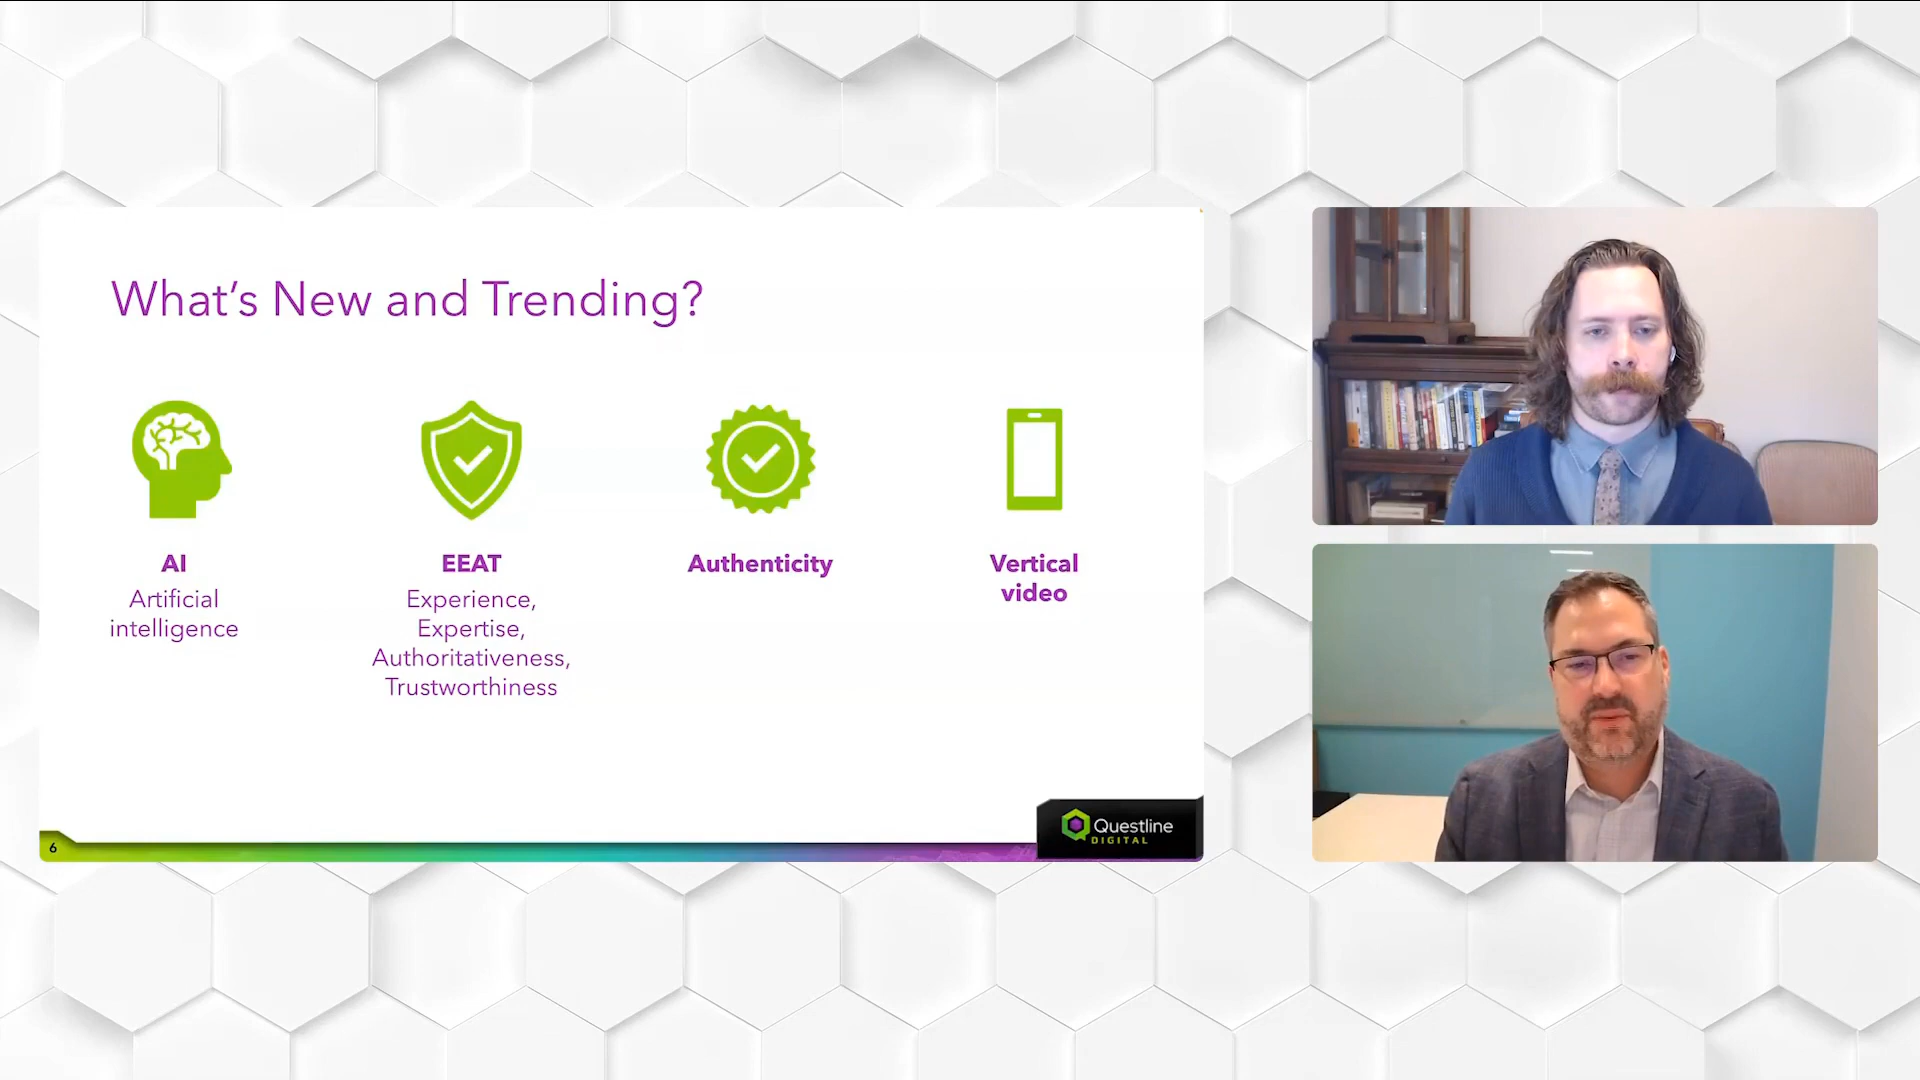 What's New and Trending?
AI
Artificial
intelligence
EEAT
Experience,
Expertise,
Authoritativeness,
Trustworthiness
Authenticity
Vertical
video
6
Questline
DIGITAL